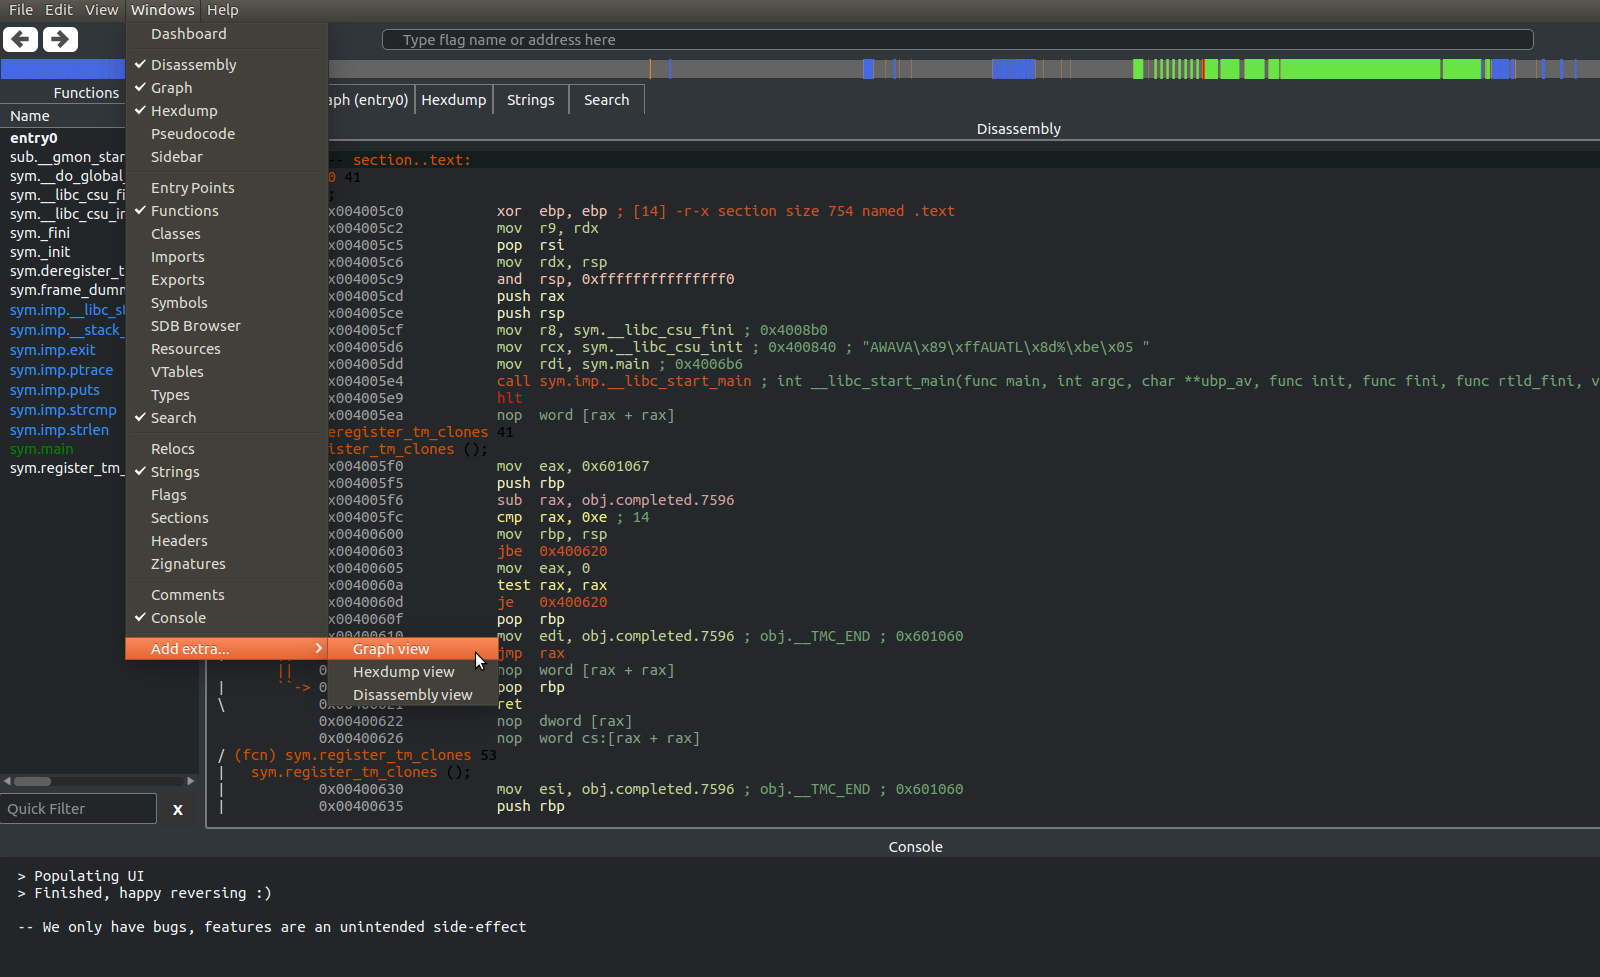 File Edit View Windows Help
Type flag name or address here
Dashboard
Disassembly
Graph
Hexdump
Pseudocode
Sidebar
Entry Points
Functions
Classes
Imports
Exports
Symbols
SDB Browser
Resources
VTables
Types
Search
Relocs
Strings
Flags
Sections
Headers
Zignatures
Comments
Console
Add extra...
Graph view
Hexdump view
Disassembly view
Functions
Name
entry0
sub.__gmon_star
sym.__do_global_
sym.__libc_csu_fi
sym.__libc_csu_in
sym._fini
sym._init
sym.deregister_t
sym.frame_dumm
sym.imp.__libc_st
sym.imp.__stack_
sym.imp.exit
sym.imp.ptrace
sym.imp.puts
sym.imp.strcmp
sym.imp.strlen
sym.main
sym.register_tm_
Quick Filter X
aph (entry0) Hexdump Strings Search
Disassembly
-- section..text:
0 41
;
x004005c0 xor ebp, ebp ; [14] -r-x section size 754 named .text
x004005c2 mov r9, rdx
x004005c5 pop rsi
x004005c6 mov rdx, rsp
x004005c9 and rsp, 0xfffffffffffffff0
x004005cd push rax
x004005ce push rsp
x004005cf mov r8, sym.__libc_csu_fini ; 0x4008b0
x004005d6 mov rcx, sym.__libc_csu_init ; 0x400840 ; "AWAVA\x89\xffAUATL\x8d%\xbe\x05 "
x004005dd mov rdi, sym.main ; 0x4006b6
x004005e4 call sym.imp.__libc_start_main ; int __libc_start_main(func main, int argc, char **ubp_av, func init, func fini, func rtld_fini, v
x004005e9 hlt
x004005ea nop word [rax + rax]
eregister_tm_clones 41
ister_tm_clones ();
x004005f0 mov eax, 0x601067
x004005f5 push rbp
x004005f6 sub rax, obj.completed.7596
x004005fc cmp rax, 0xe ; 14
x00400600 mov rbp, rsp
x00400603 jbe 0x400620
x00400605 mov eax, 0
x0040060a test rax, rax
x0040060d je 0x400620
x0040060f pop rbp
x00400610 mov edi, obj.completed.7596 ; obj.__TMC_END ; 0x601060
jmp rax
|| 0 nop word [rax + rax]
| ``-> 0 pop rbp
\ 0x00400621 ret
0x00400622 nop dword [rax]
0x00400626 nop word cs:[rax + rax]
/ (fcn) sym.register_tm_clones 53
| sym.register_tm_clones ();
| 0x00400630 mov esi, obj.completed.7596 ; obj.__TMC_END ; 0x601060
| 0x00400635 push rbp
Console
> Populating UI
> Finished, happy reversing :)
-- We only have bugs, features are an unintended side-effect